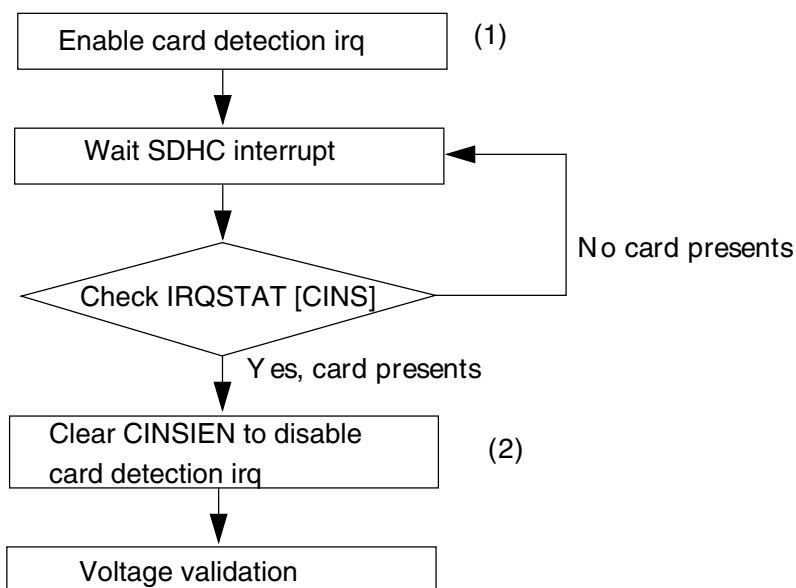 Enable card detection irq
(1)
Wait SDHC interrupt
No card presents
Check IRQSTAT [CINS]
Yes, card presents
Clear CINSIEN to disable
card detection irq
(2)
Voltage validation